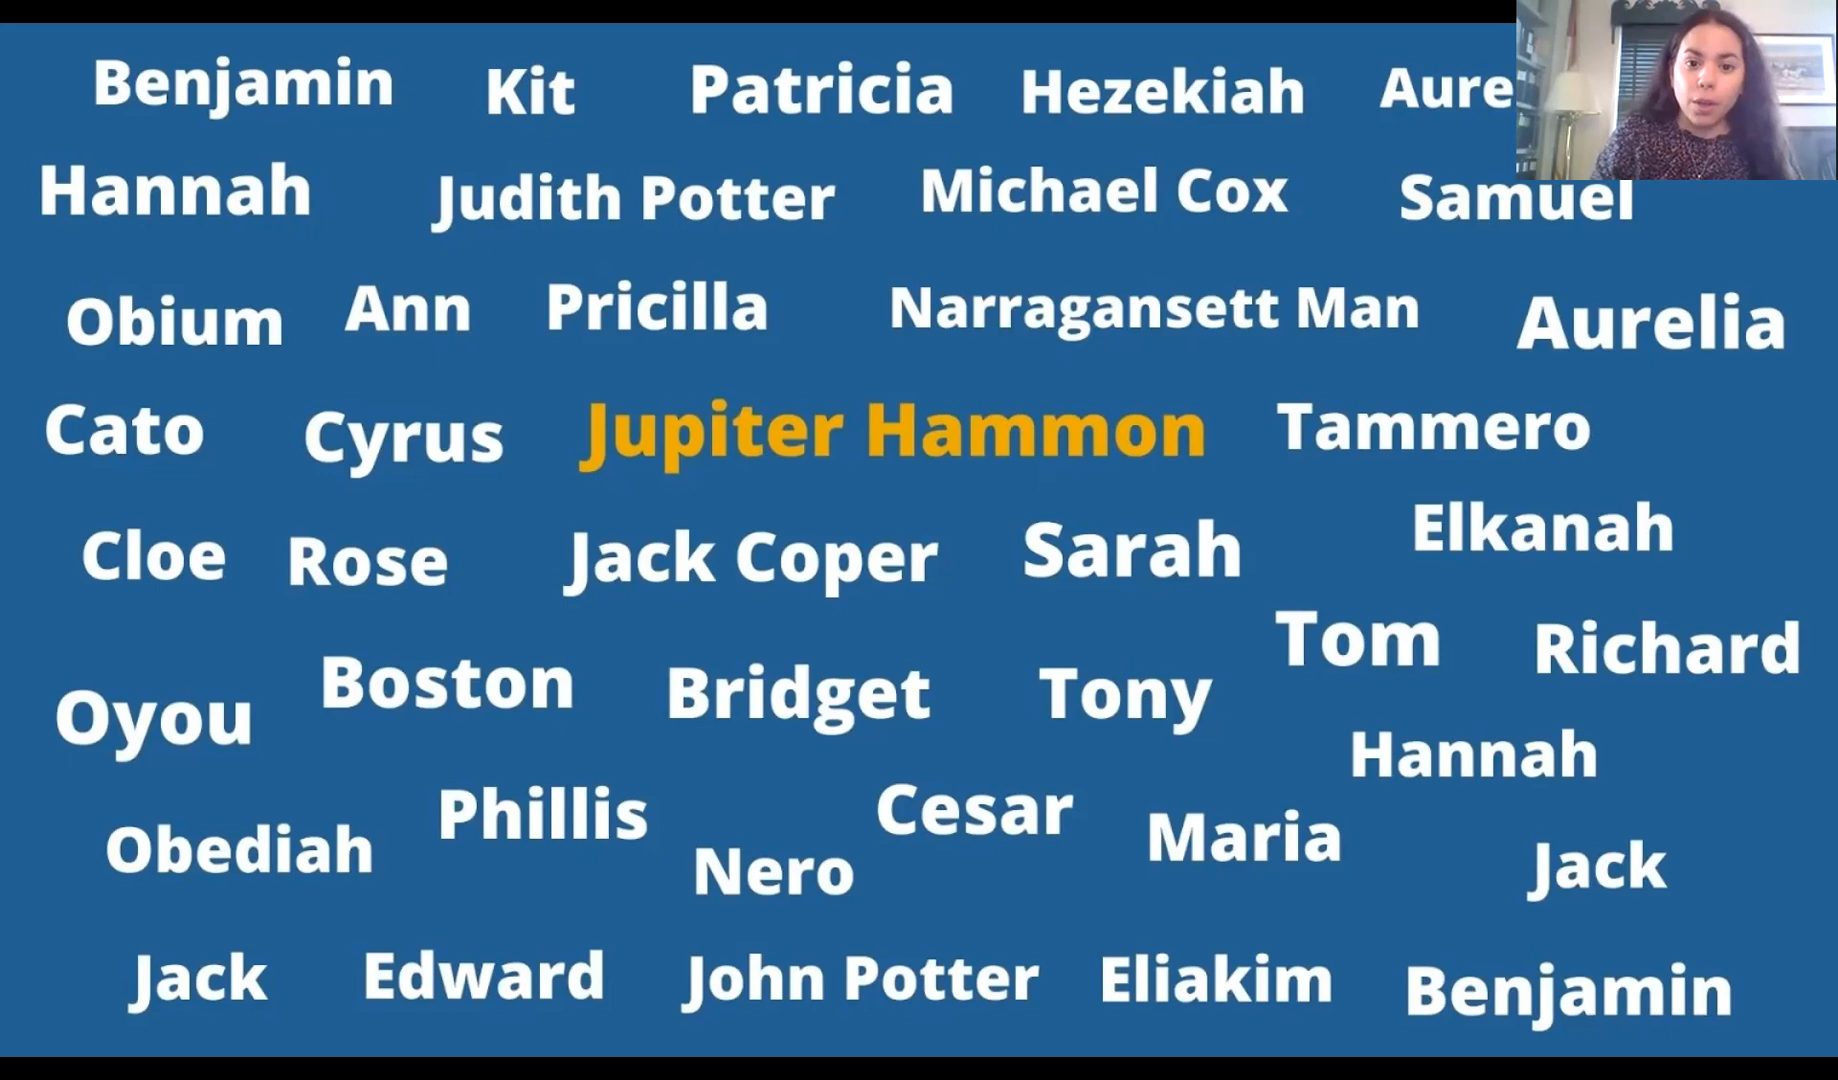 Benjamin Kit Patricia Hezekiah
Hannah Judith Potter Michael Cox Samuel
Obium Ann Pricilla Narragansett Man Aurelia
Cato Cyrus Jupiter Hammon Tammero
Cloe Rose Jack Coper Sarah Elkanah
Tom Richard
Oyou Boston Bridget Tony
Hannah
Obediah Phillis Cesar Maria
Nero Jack
Jack Edward John Potter Eliakim Benjamin